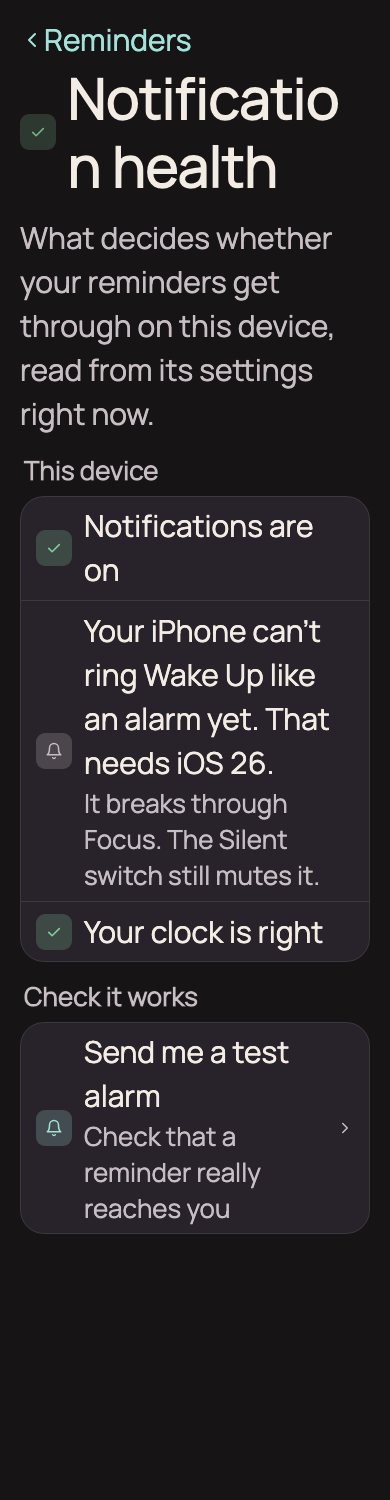 Reminders
Notificatio
n health
What decides whether
your reminders get
through on this device,
read from its settings
right now.
This device
Notifications are
on
Your iPhone can’t
ring Wake Up like
an alarm yet. That
needs iOS 26.
It breaks through
Focus. The Silent
switch still mutes it.
Your clock is right
Check it works
Send me a test
alarm
Check that a
reminder really
reaches you